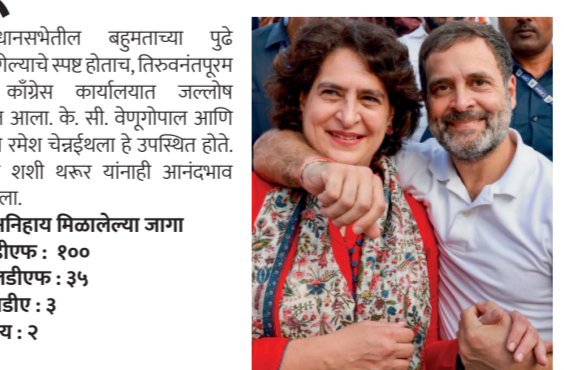 धानसभेतील बहुमताच्या पुढे
गेल्याचे स्पष्ट होताच, तिरुवनंतपूरम
काँग्रेस कार्यालयात जल्लोष
आला. के. सी. वेणूगोपाल आणि
रमेश चेन्नईथला हे उपस्थित होते.
शशी थरूर यांनाही आनंदभाव
ला.
निहाय मिळालेल्या जागा
डीएफ : १००
लडीएफ : ३५
डीए : ३
य : २